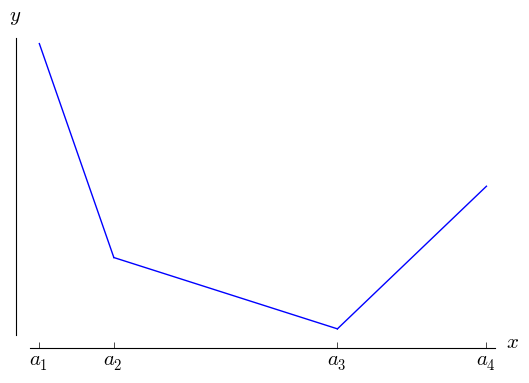 y
x
a₁ a₂ a₃ a₄